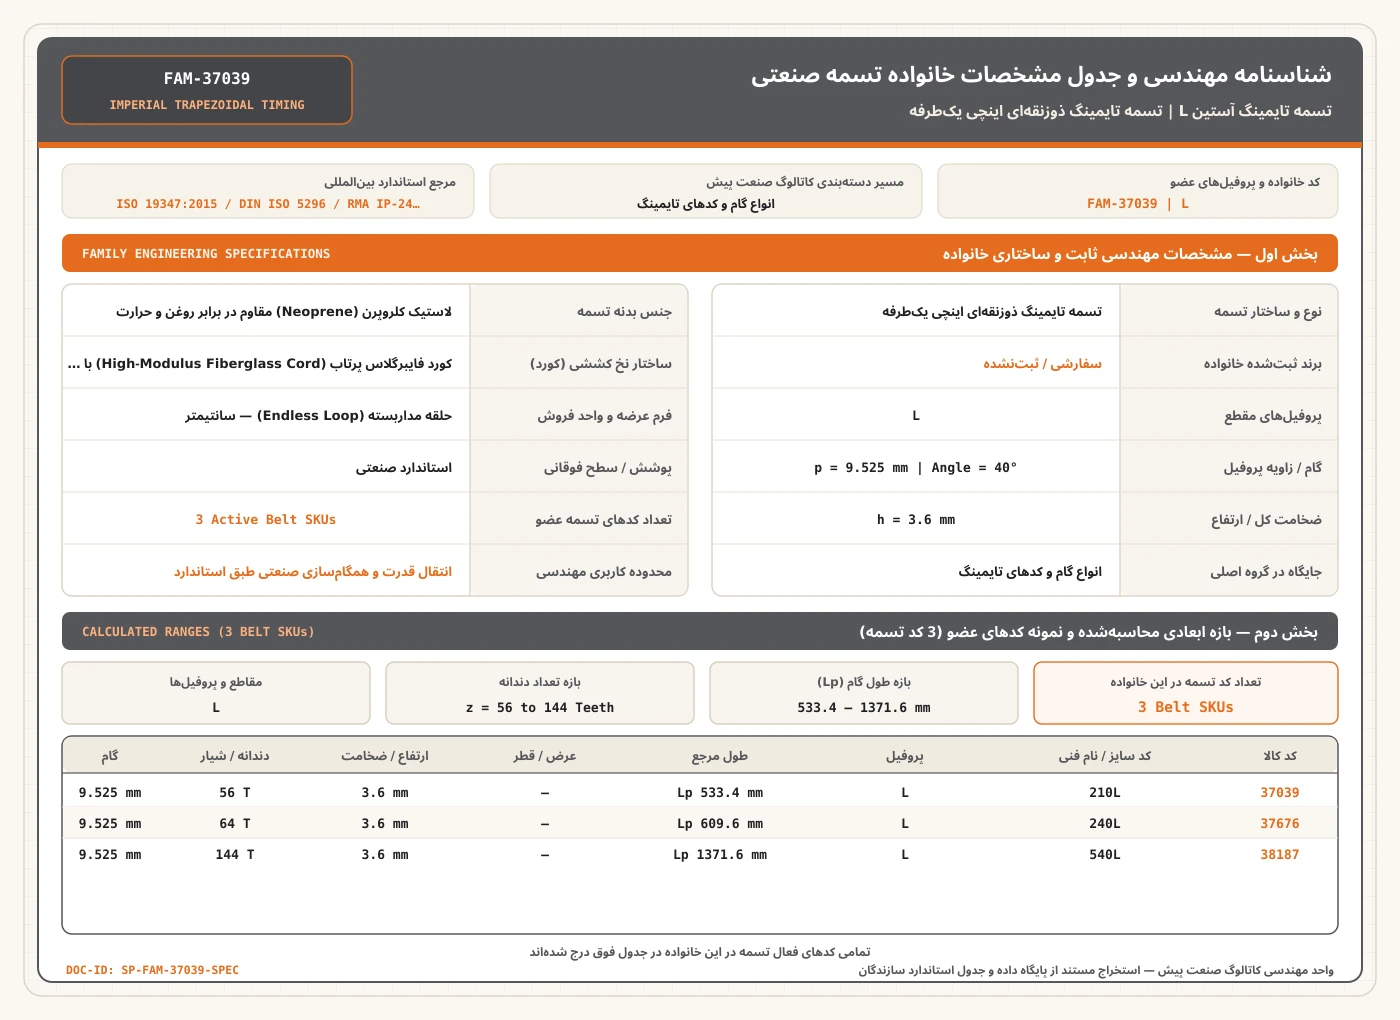 شناسنامه مهندسی و جدول مشخصات خانواده تسمه صنعتی
تسمه تایمینگ آستین L | تسمه تایمینگ ذوزنقه‌ای اینچی یک‌طرفه
FAM-37039
IMPERIAL TRAPEZOIDAL TIMING
کد خانواده و پروفیل‌های عضو
FAM-37039 | L
مسیر دسته‌بندی کاتالوگ صنعت پیش
انواع گام و کدهای تایمینگ
مرجع استاندارد بین‌المللی
ISO 19347:2015 / DIN ISO 5296 / RMA IP-24…
بخش اول — مشخصات مهندسی ثابت و ساختاری خانواده
FAMILY ENGINEERING SPECIFICATIONS
نوع و ساختار تسمه
تسمه تایمینگ ذوزنقه‌ای اینچی یک‌طرفه
برند ثبت‌شده خانواده
سفارشی / ثبت‌نشده
پروفیل‌های مقطع
L
گام / زاویه پروفیل
p = 9.525 mm | Angle = 40°
ضخامت کل / ارتفاع
h = 3.6 mm
جایگاه در گروه اصلی
انواع گام و کدهای تایمینگ
جنس بدنه تسمه
لاستیک کلروپرن (Neoprene) مقاوم در برابر روغن و حرارت
ساختار نخ کششی (کورد)
کورد فایبرگلاس پرتاب (High-Modulus Fiberglass Cord) با ...
فرم عرضه و واحد فروش
حلقه مداربسته (Endless Loop) — سانتیمتر
پوشش / سطح فوقانی
استاندارد صنعتی
تعداد کدهای تسمه عضو
3 Active Belt SKUs
محدوده کاربری مهندسی
انتقال قدرت و همگام‌سازی صنعتی طبق استاندارد
بخش دوم — بازه ابعادی محاسبه‌شده و نمونه کدهای عضو (3 کد تسمه)
CALCULATED RANGES (3 BELT SKUs)
تعداد کد تسمه در این خانواده
3 Belt SKUs
بازه طول گام (Lp)
533.4 – 1371.6 mm
بازه تعداد دندانه
z = 56 to 144 Teeth
مقاطع و پروفیل‌ها
L
کد کالا کد سایز / نام فنی پروفیل طول مرجع عرض / قطر ارتفاع / ضخامت دندانه / شیار گام
37039 210L L Lp 533.4 mm — 3.6 mm 56 T 9.525 mm
37676 240L L Lp 609.6 mm — 3.6 mm 64 T 9.525 mm
38187 540L L Lp 1371.6 mm — 3.6 mm 144 T 9.525 mm
تمامی کدهای فعال تسمه در این خانواده در جدول فوق درج شده‌اند
واحد مهندسی کاتالوگ صنعت پیش — استخراج مستند از پایگاه داده و جدول استاندارد سازندگان
DOC-ID: SP-FAM-37039-SPEC